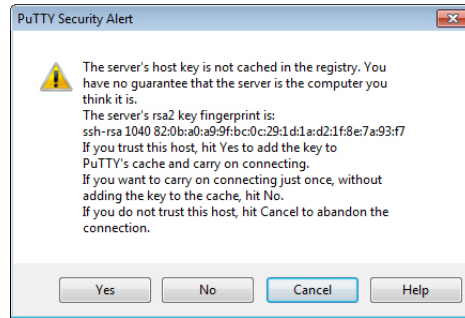 PuTTY Security Alert
The server's host key is not cached in the registry. You
have no guarantee that the server is the computer you
think it is.
The server's rsa2 key fingerprint is:
ssh-rsa 1040 82:0b:a0:a9:9f:bc:0c:29:1d:1a:d2:1f:8e:7a:93:f7
If you trust this host, hit Yes to add the key to
PuTTY's cache and carry on connecting.
If you want to carry on connecting just once, without
adding the key to the cache, hit No.
If you do not trust this host, hit Cancel to abandon the
connection.
Yes No Cancel Help